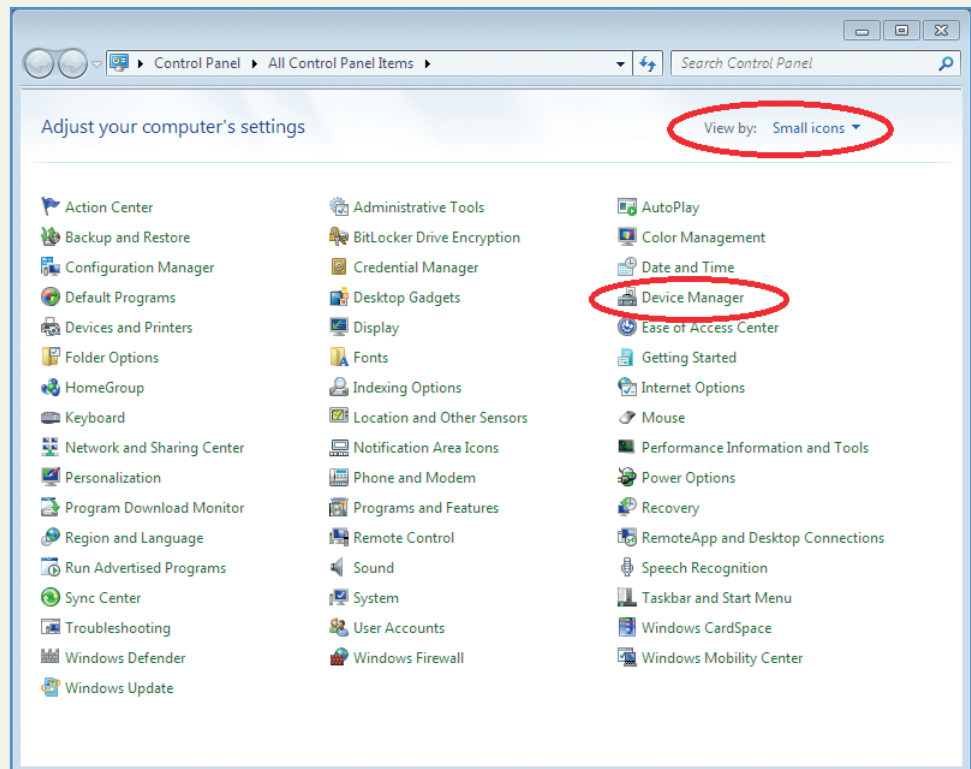 Control Panel All Control Panel Items Search Control Panel
Adjust your computer's settings View by: Small icons
Action Center Administrative Tools AutoPlay
Backup and Restore BitLocker Drive Encryption Color Management
Configuration Manager Credential Manager Date and Time
Default Programs Desktop Gadgets Device Manager
Devices and Printers Display Ease of Access Center
Folder Options Fonts Getting Started
HomeGroup Indexing Options Internet Options
Keyboard Location and Other Sensors Mouse
Network and Sharing Center Notification Area Icons Performance Information and Tools
Personalization Phone and Modem Power Options
Program Download Monitor Programs and Features Recovery
Region and Language Remote Control RemoteApp and Desktop Connections
Run Advertised Programs Sound Speech Recognition
Sync Center System Taskbar and Start Menu
Troubleshooting User Accounts Windows CardSpace
Windows Defender Windows Firewall Windows Mobility Center
Windows Update